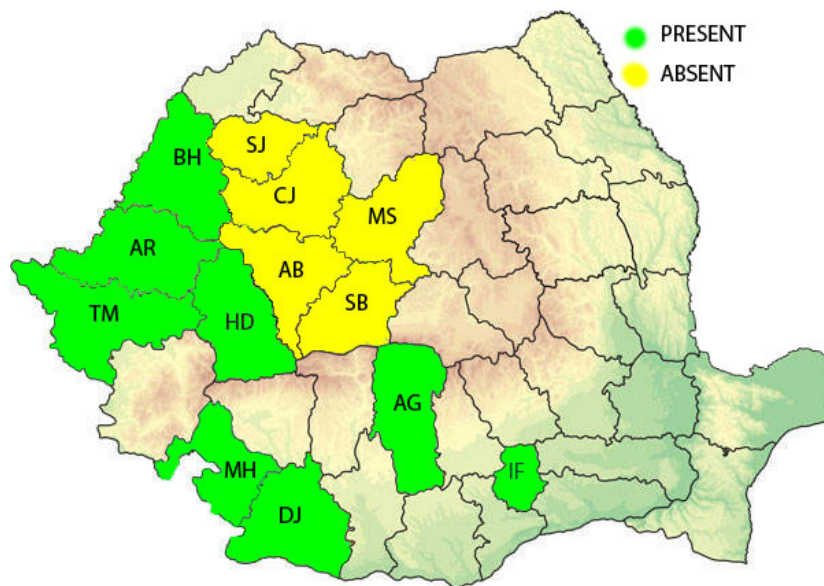 PRESENT
ABSENT
SJ
BH
CJ
MS
AR
AB
SB
TM
HD
AG
MH
IF
DJ